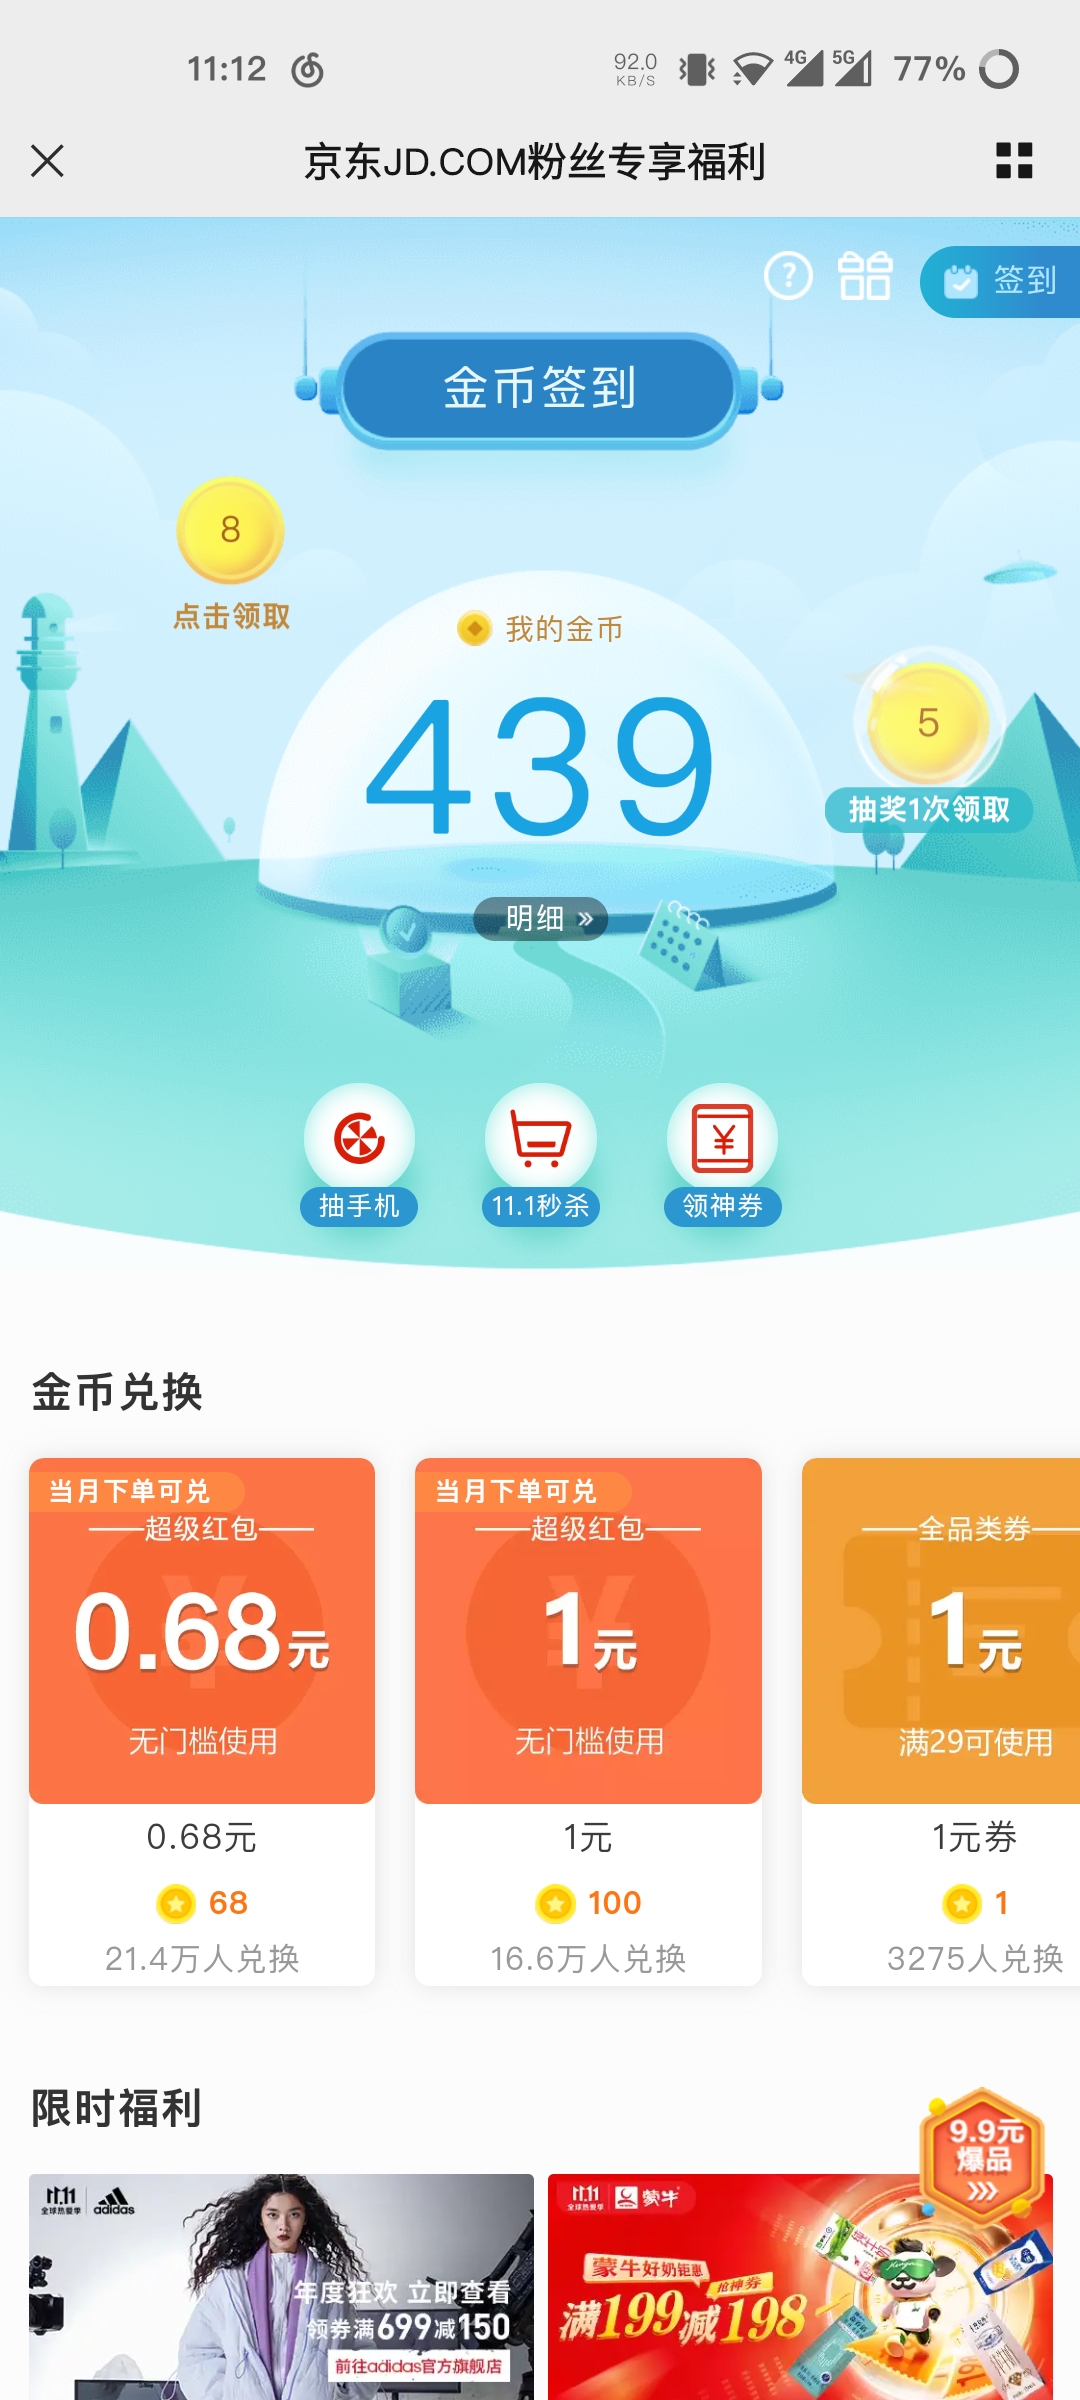 11:12
92.0
KB/S
4G
5G
77%
京东JD.COM粉丝专享福利
?
签到
金币签到
8
点击领取
我的金币
439
5
抽奖1次领取
明细 »
抽手机
11.1秒杀
领神券
金币兑换
当月下单可兑
超级红包
0.68元
无门槛使用
0.68元
68
21.4万人兑换
当月下单可兑
超级红包
1元
无门槛使用
1元
100
16.6万人兑换
全品类券
1元
满29可使用
1元券
1
3275人兑换
限时福利
9.9元
爆品
11.11
全球热爱季
adidas
年度狂欢 立即查看
领券满699减150
前往adidas官方旗舰店
11.11
全球热爱季
蒙牛
蒙牛好奶钜惠
抢神券
满199减198